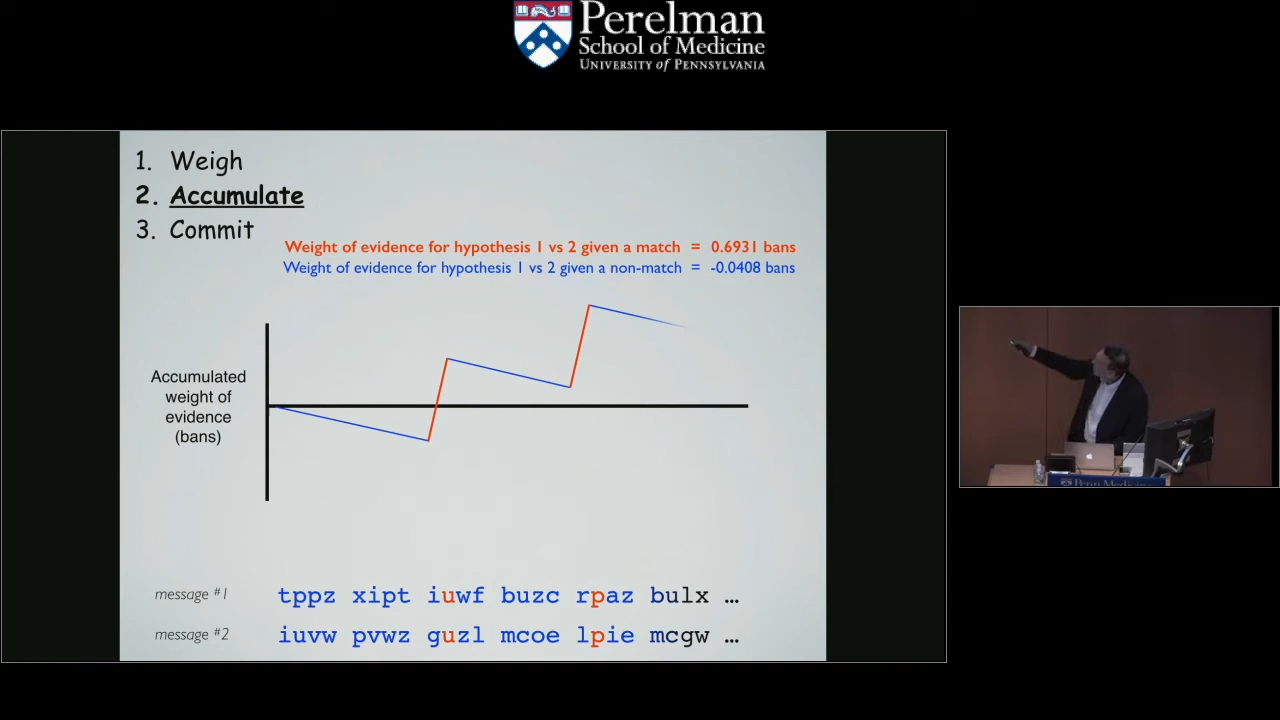 Perelman
School of Medicine
UNIVERSITY of PENNSYLVANIA
1. Weigh
2. Accumulate
3. Commit
Weight of evidence for hypothesis 1 vs 2 given a match = 0.6931 bans
Weight of evidence for hypothesis 1 vs 2 given a non-match = -0.0408 bans
Accumulated
weight of
evidence
(bans)
message #1 tppz xipt iuwf buzc rpaz bulx …
message #2 iuvw pvwz guzl mcoe lpie mcgw …
Penn Medicine